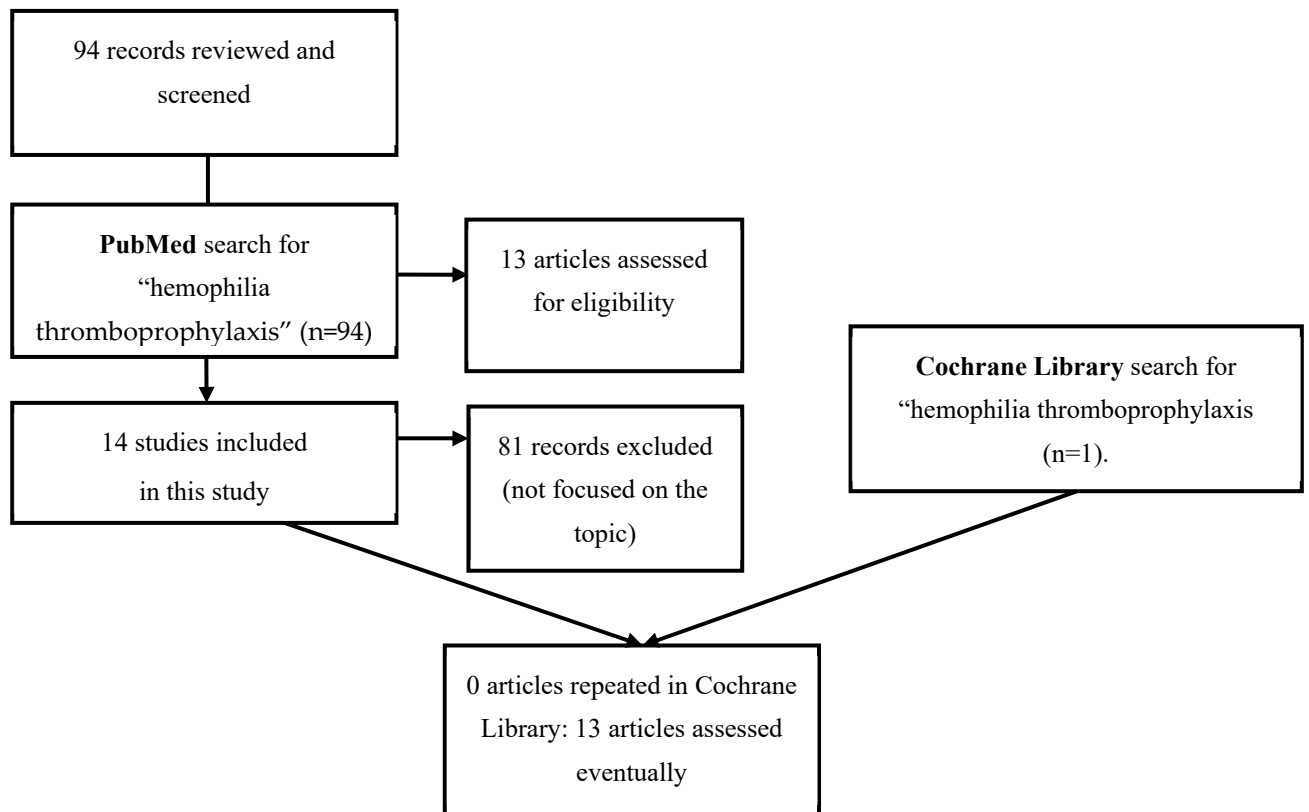 94 records reviewed and
screened
PubMed search for
“hemophilia
thromboprophylaxis” (n=94)
13 articles assessed
for eligibility
14 studies included
in this study
81 records excluded
(not focused on the
topic)
Cochrane Library search for
“hemophilia thromboprophylaxis
(n=1).
0 articles repeated in Cochrane
Library: 13 articles assessed
eventually